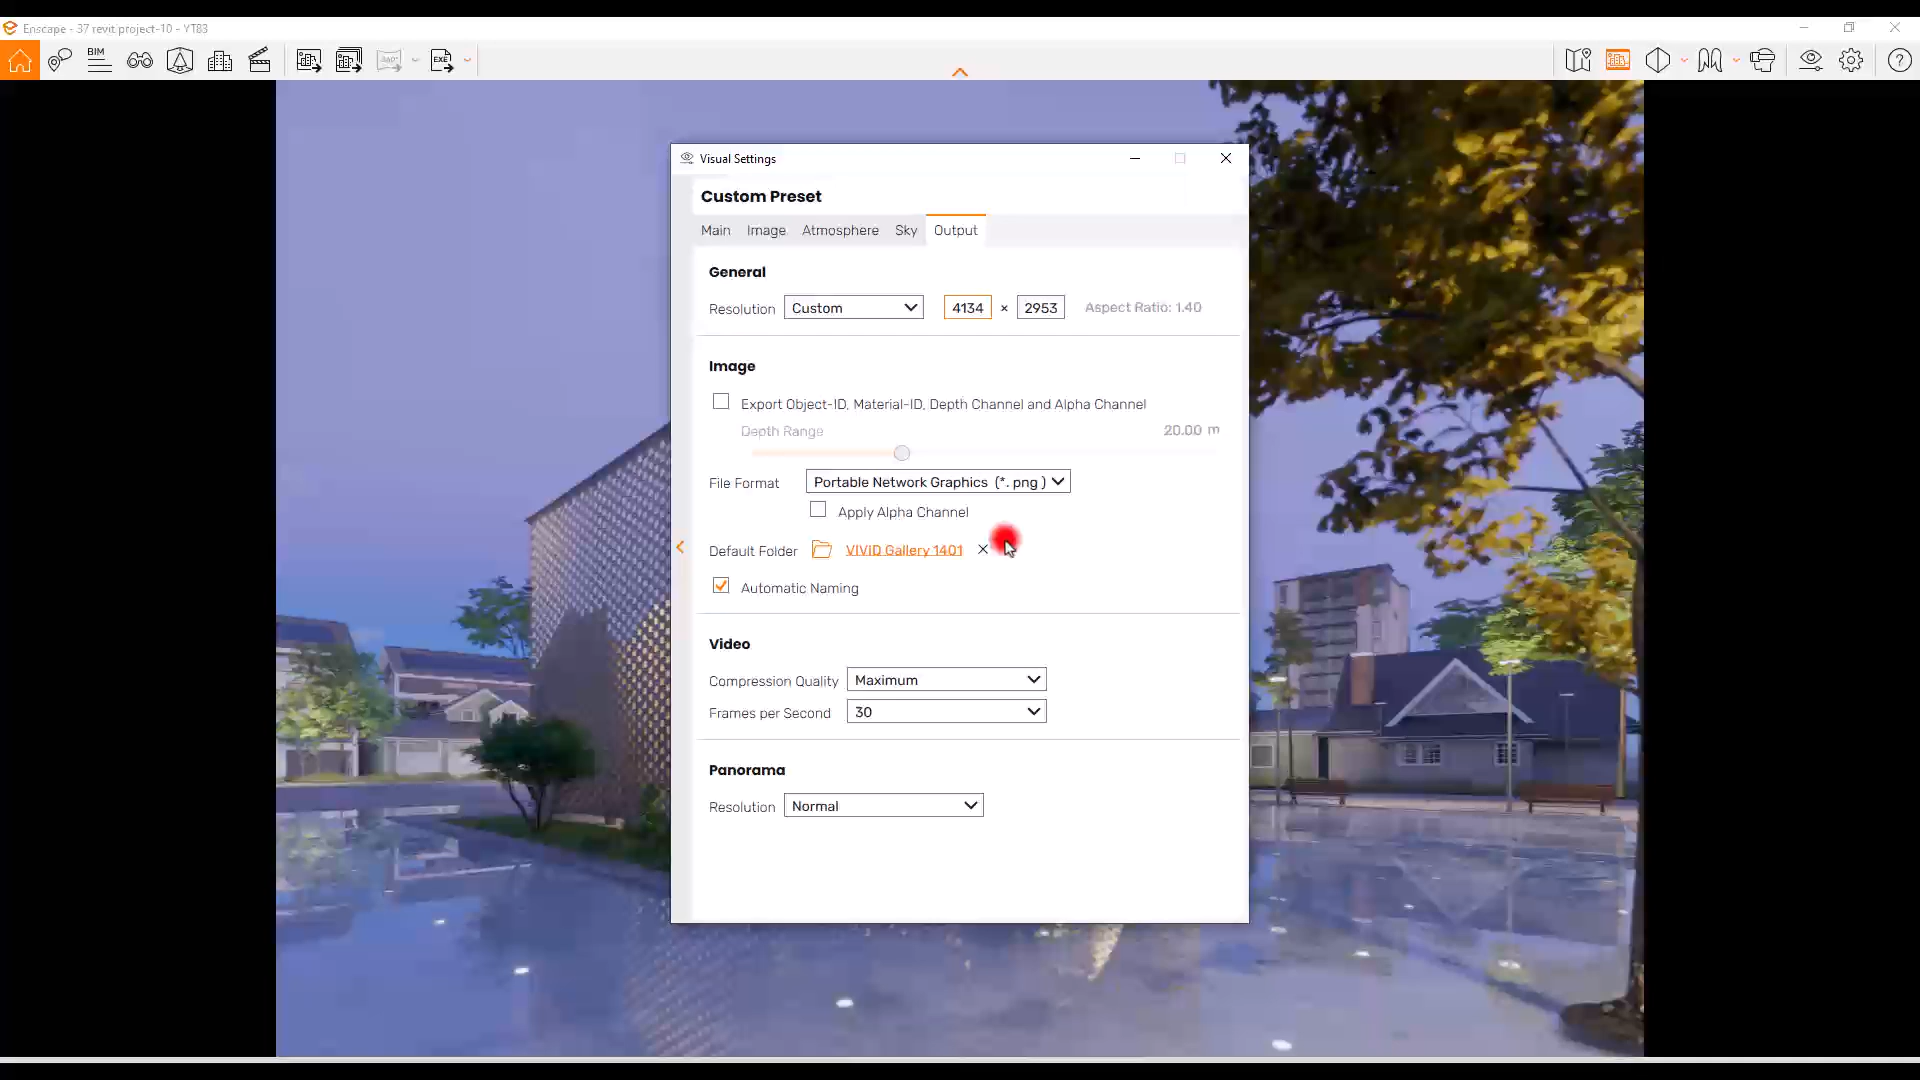 Enscape - 37 revit project-10 - YT83
BIM
360°
EXE
?
Visual Settings
Custom Preset
Main Image Atmosphere Sky Output
General
Resolution Custom 4134 × 2953 Aspect Ratio: 1.40
Image
Export Object-ID, Material-ID, Depth Channel and Alpha Channel
Depth Range 20.00 m
File Format Portable Network Graphics (*. png )
Apply Alpha Channel
Default Folder VIVID Gallery 1401
Automatic Naming
Video
Compression Quality Maximum
Frames per Second 30
Panorama
Resolution Normal